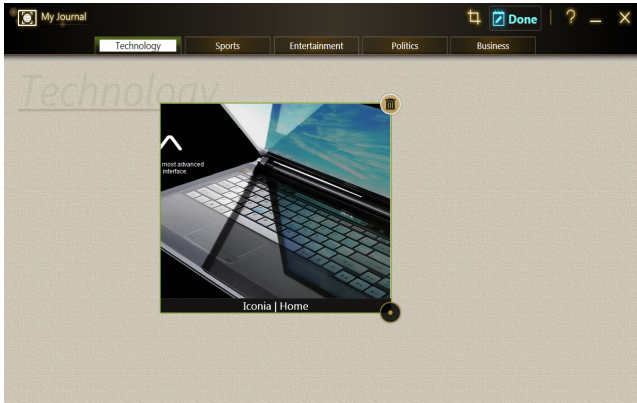 My Journal
Done
?
Technology
Sports
Entertainment
Politics
Business
Technology
most advanced
interface.
Iconia | Home